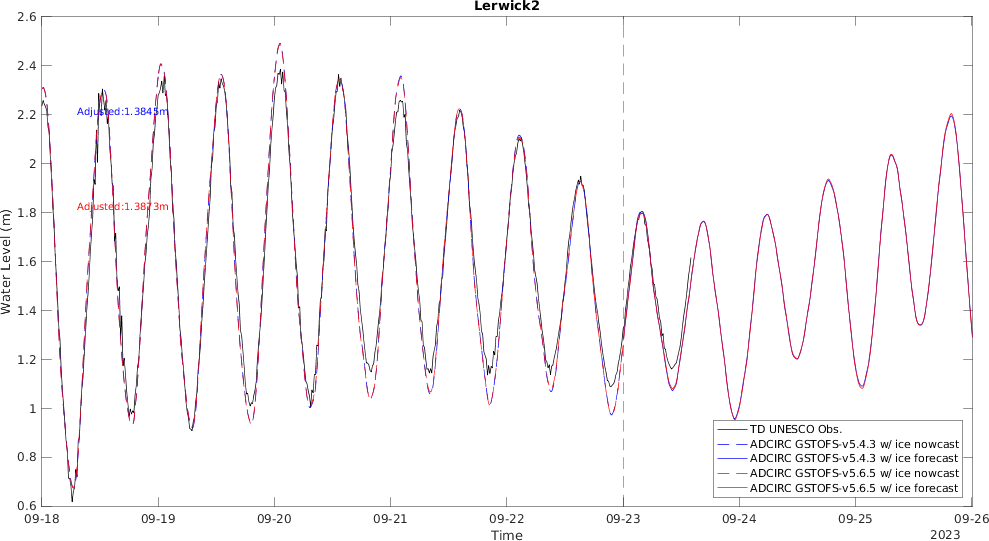 Lerwick2
2.6
2.4
2.2
2
1.8
1.6
1.4
1.2
1
0.8
0.6
Water Level (m)
Adjusted:1.3845m
Adjusted:1.3873m
TD UNESCO Obs.
ADCIRC GSTOFS-v5.4.3 w/ ice nowcast
ADCIRC GSTOFS-v5.4.3 w/ ice forecast
ADCIRC GSTOFS-v5.6.5 w/ ice nowcast
ADCIRC GSTOFS-v5.6.5 w/ ice forecast
09-18 09-19 09-20 09-21 09-22 09-23 09-24 09-25 09-26
Time
2023